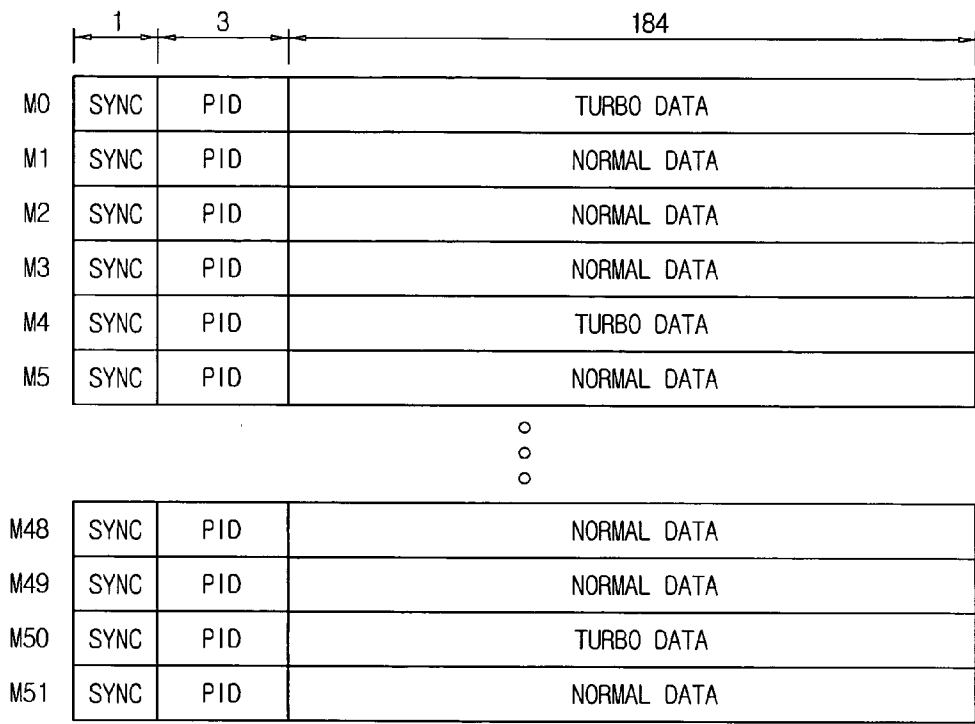 1 3 184
M0 SYNC PID TURBO DATA
M1 SYNC PID NORMAL DATA
M2 SYNC PID NORMAL DATA
M3 SYNC PID NORMAL DATA
M4 SYNC PID TURBO DATA
M5 SYNC PID NORMAL DATA
M48 SYNC PID NORMAL DATA
M49 SYNC PID NORMAL DATA
M50 SYNC PID TURBO DATA
M51 SYNC PID NORMAL DATA